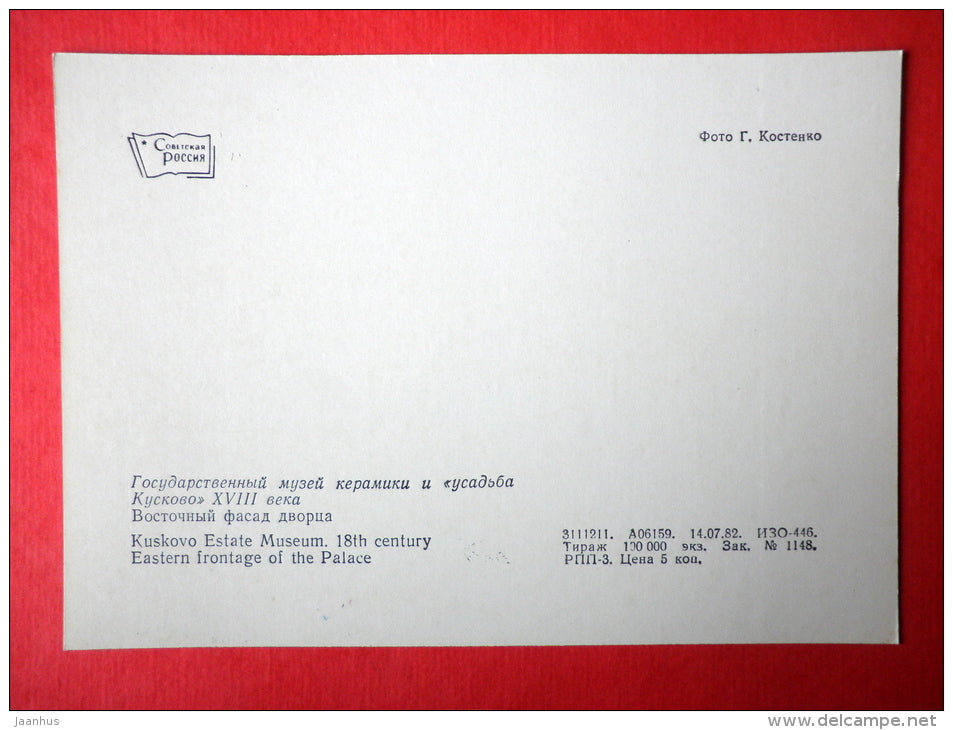 Советская
Россия
Фото Г. Костенко
Государственный музей керамики и «усадьба
Кусково» XVIII века
Восточный фасад дворца
Kuskovo Estate Museum. 18th century
Eastern frontage of the Palace
3111211. А06159. 14.07.82. ИЗО-446.
Тираж 100 000 экз. Зак. № 1148.
РПП-3. Цена 5 коп.
Jaanhus
delcampe.net